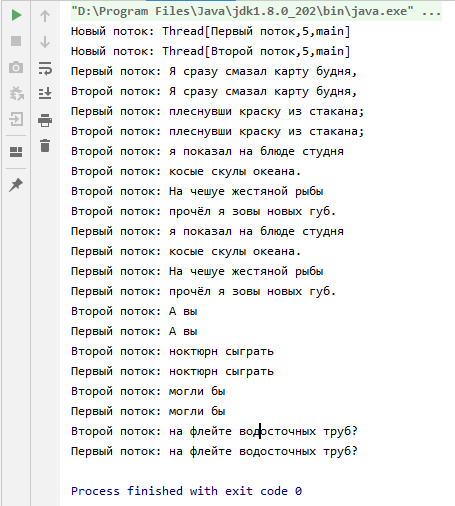 "D:\Program Files\Java\jdk1.8.0_202\bin\java.exe" ...
Новый поток: Thread[Первый поток,5,main]
Новый поток: Thread[Второй поток,5,main]
Первый поток: Я сразу смазал карту будня,
Второй поток: Я сразу смазал карту будня,
Первый поток: плеснувши краску из стакана;
Второй поток: плеснувши краску из стакана;
Второй поток: я показал на блюде студня
Второй поток: косые скулы океана.
Второй поток: На чешуе жестяной рыбы
Второй поток: прочёл я зовы новых губ.
Первый поток: я показал на блюде студня
Первый поток: косые скулы океана.
Первый поток: На чешуе жестяной рыбы
Первый поток: прочёл я зовы новых губ.
Второй поток: А вы
Первый поток: А вы
Второй поток: ноктюрн сыграть
Первый поток: ноктюрн сыграть
Второй поток: могли бы
Первый поток: могли бы
Второй поток: на флейте водосточных труб?
Первый поток: на флейте водосточных труб?
Process finished with exit code 0